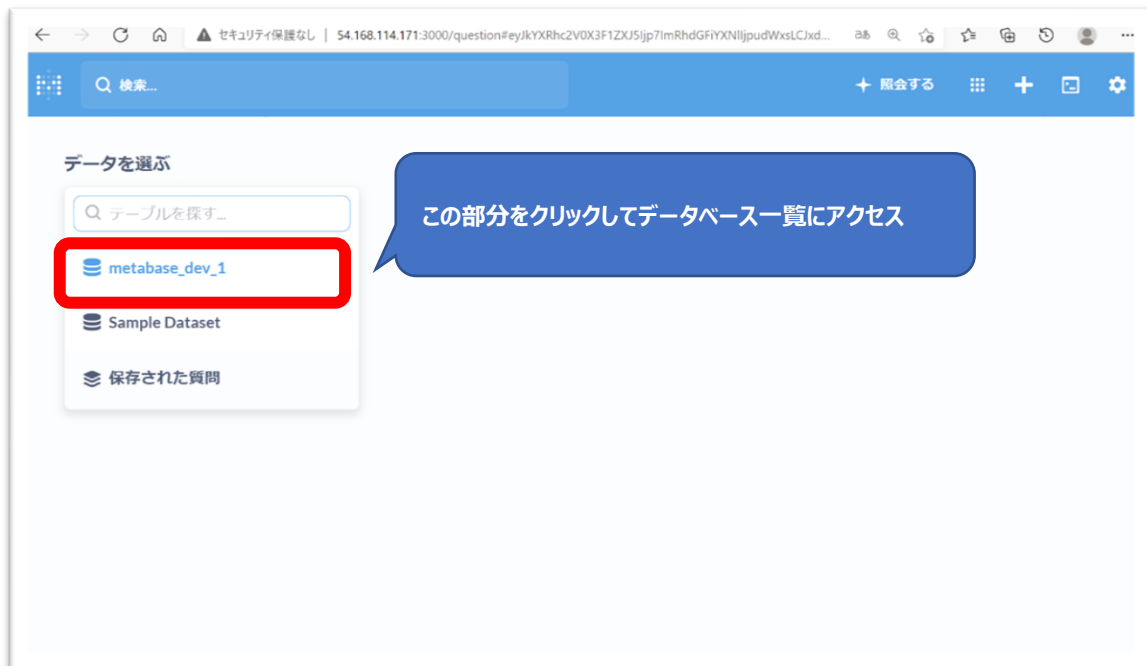 セキュリティ保護なし | 54.168.114.171:3000/question#eyJkYXRhc2V0X3F1ZXJ5Ijp7ImRhdGFiYXNlIjpudWxsLCJxd...
検索...
照会する
データを選ぶ
テーブルを探す...
この部分をクリックしてデータベース一覧にアクセス
metabase_dev_1
Sample Dataset
保存された質問